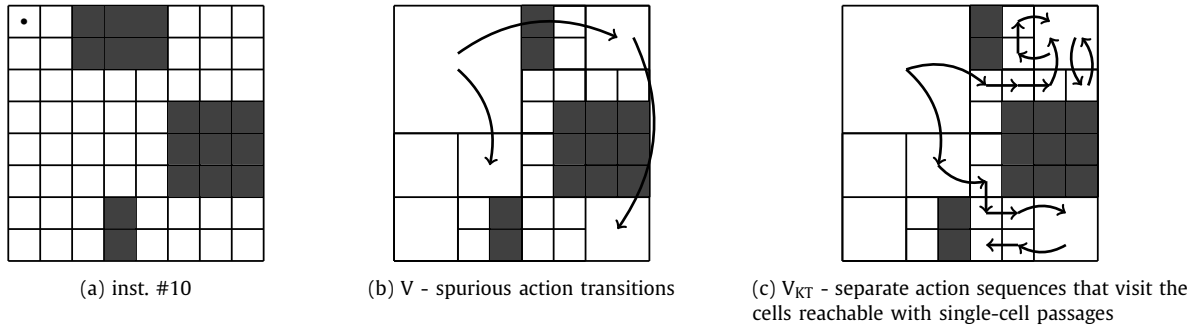 (a) inst. #10
(b) V - spurious action transitions
(c) V_KT - separate action sequences that visit the
cells reachable with single-cell passages